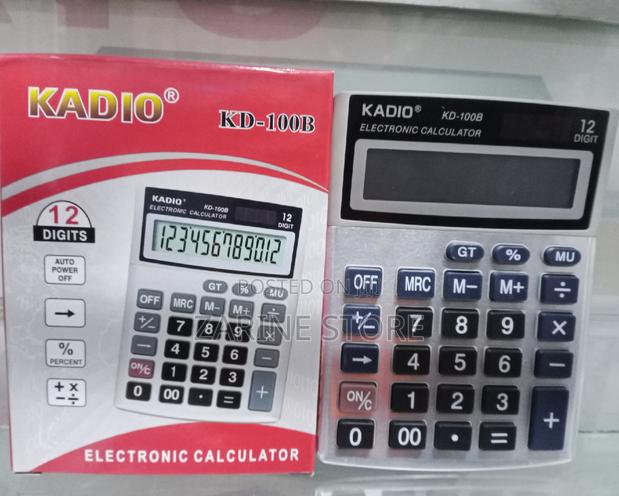 KADIO®
KD-100B
12
DIGITS
AUTO
POWER
OFF
→
%
PERCENT
+ ×
− ÷
KADIO®
KD-100B
ELECTRONIC CALCULATOR
12
DIGIT
123456789012
GT % MU
OFF MRC M− M+ ÷
+/− 7 8 9 ×
→ 4 5 6 −
ON/C 1 2 3 +
0 00 · =
ELECTRONIC CALCULATOR
KADIO® KD-100B
ELECTRONIC CALCULATOR
12
DIGIT
GT % MU
OFF MRC M− M+ ÷
+/− 7 8 9 ×
→ 4 5 6 −
ON/C 1 2 3 +
0 00 · =
POSTED ON
ZARINE STORE